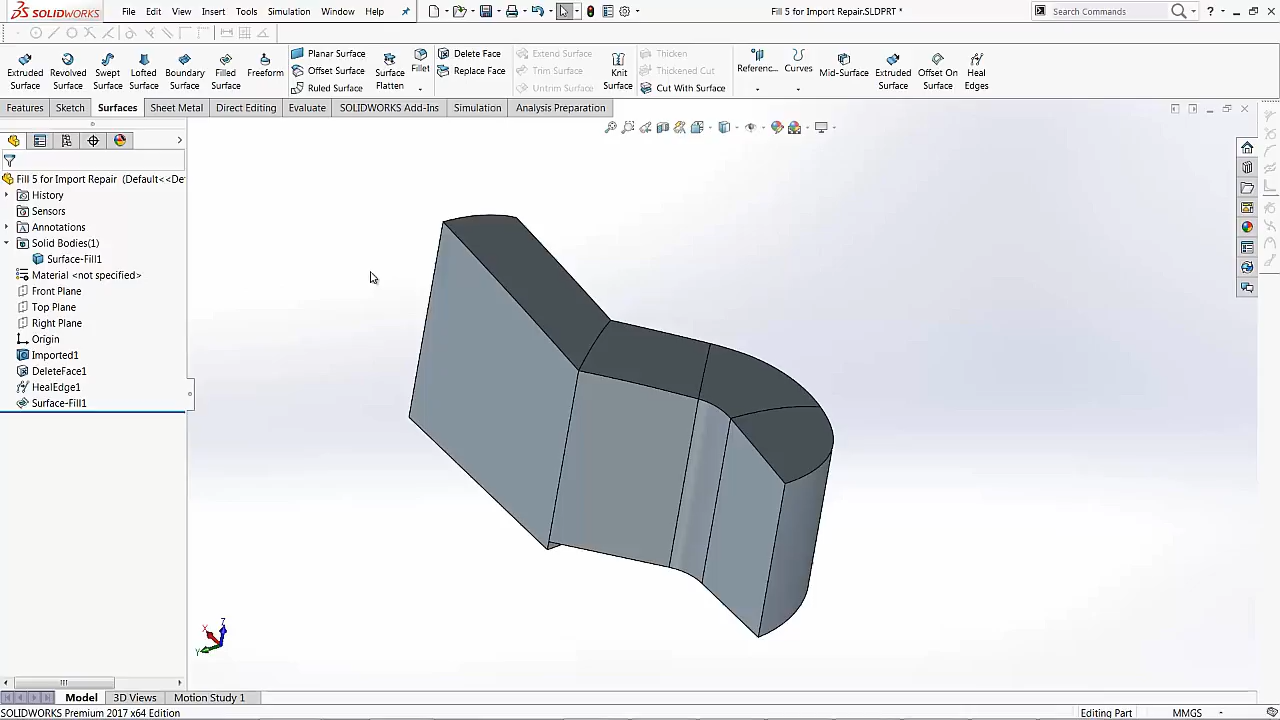 SOLIDWORKS File Edit View Insert Tools Simulation Window Help Fill 5 for Import Repair.SLDPRT * Search Commands ?
Extruded Surface
Revolved Surface
Swept Surface
Lofted Surface
Boundary Surface
Filled Surface
Freeform
Planar Surface
Offset Surface
Ruled Surface
Surface Flatten
Fillet
Delete Face
Replace Face
Extend Surface
Trim Surface
Untrim Surface
Knit Surface
Thicken
Thickened Cut
Cut With Surface
Referenc...
Curves
Mid-Surface
Extruded Surface
Offset On Surface
Heal Edges
Features Sketch Surfaces Sheet Metal Direct Editing Evaluate SOLIDWORKS Add-Ins Simulation Analysis Preparation
Fill 5 for Import Repair (Default<<De
History
Sensors
Annotations
Solid Bodies(1)
Surface-Fill1
Material <not specified>
Front Plane
Top Plane
Right Plane
Origin
Imported1
DeleteFace1
HealEdge1
Surface-Fill1
Z
X
Y
Model 3D Views Motion Study 1
SOLIDWORKS Premium 2017 x64 Edition Editing Part MMGS